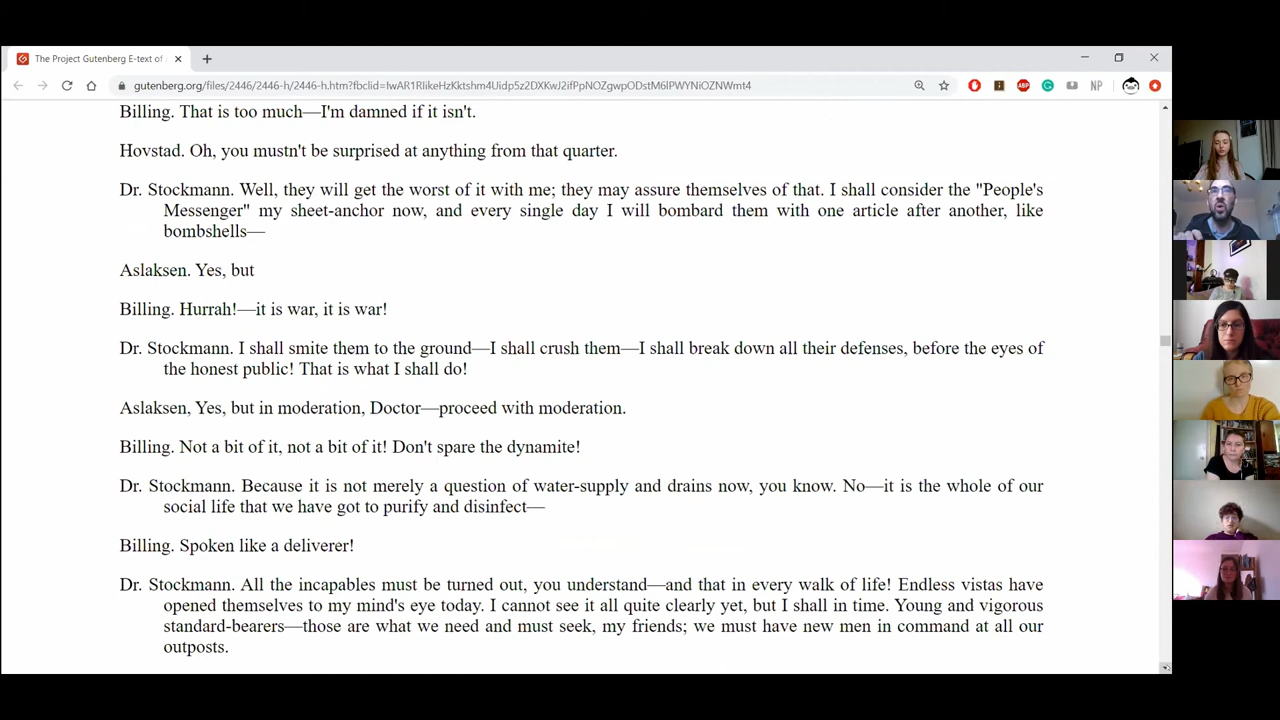 The Project Gutenberg E-text of
gutenberg.org/files/2446/2446-h/2446-h.htm?fbclid=IwAR1RlikeHzKktshm4Uidp5z2DXKwJ2ifPpNOZgwpODstM6lPWYNiOZNWmt4
ABP
NP
Billing. That is too much—I'm damned if it isn't.
Hovstad. Oh, you mustn't be surprised at anything from that quarter.
Dr. Stockmann. Well, they will get the worst of it with me; they may assure themselves of that. I shall consider the "People's
Messenger" my sheet-anchor now, and every single day I will bombard them with one article after another, like
bombshells—
Aslaksen. Yes, but
Billing. Hurrah!—it is war, it is war!
Dr. Stockmann. I shall smite them to the ground—I shall crush them—I shall break down all their defenses, before the eyes of
the honest public! That is what I shall do!
Aslaksen, Yes, but in moderation, Doctor—proceed with moderation.
Billing. Not a bit of it, not a bit of it! Don't spare the dynamite!
Dr. Stockmann. Because it is not merely a question of water-supply and drains now, you know. No—it is the whole of our
social life that we have got to purify and disinfect—
Billing. Spoken like a deliverer!
Dr. Stockmann. All the incapables must be turned out, you understand—and that in every walk of life! Endless vistas have
opened themselves to my mind's eye today. I cannot see it all quite clearly yet, but I shall in time. Young and vigorous
standard-bearers—those are what we need and must seek, my friends; we must have new men in command at all our
outposts.